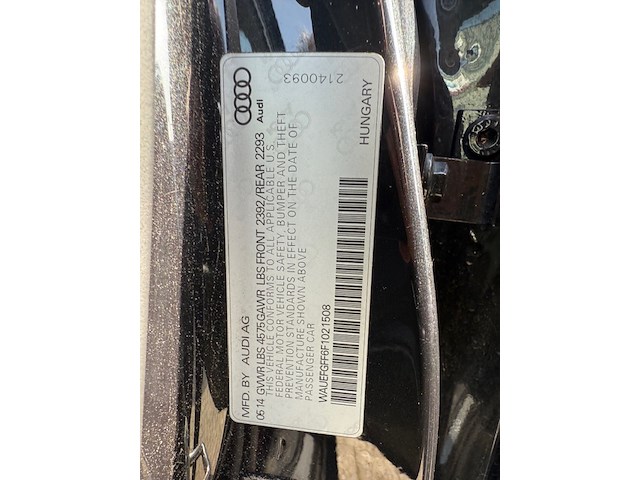 Audi
2140093
MFD. BY AUDI AG
HUNGARY
0514 GVWR LBS 4575 GAWR LBS FRONT 2392/REAR 2293
THIS VEHICLE CONFORMS TO ALL APPLICABLE U.S.
FEDERAL MOTOR VEHICLE SAFETY, BUMPER AND THEFT
PREVENTION STANDARDS IN EFFECT ON THE DATE OF
MANUFACTURE SHOWN ABOVE
PASSENGER CAR
WAUEFGFF6F1021508